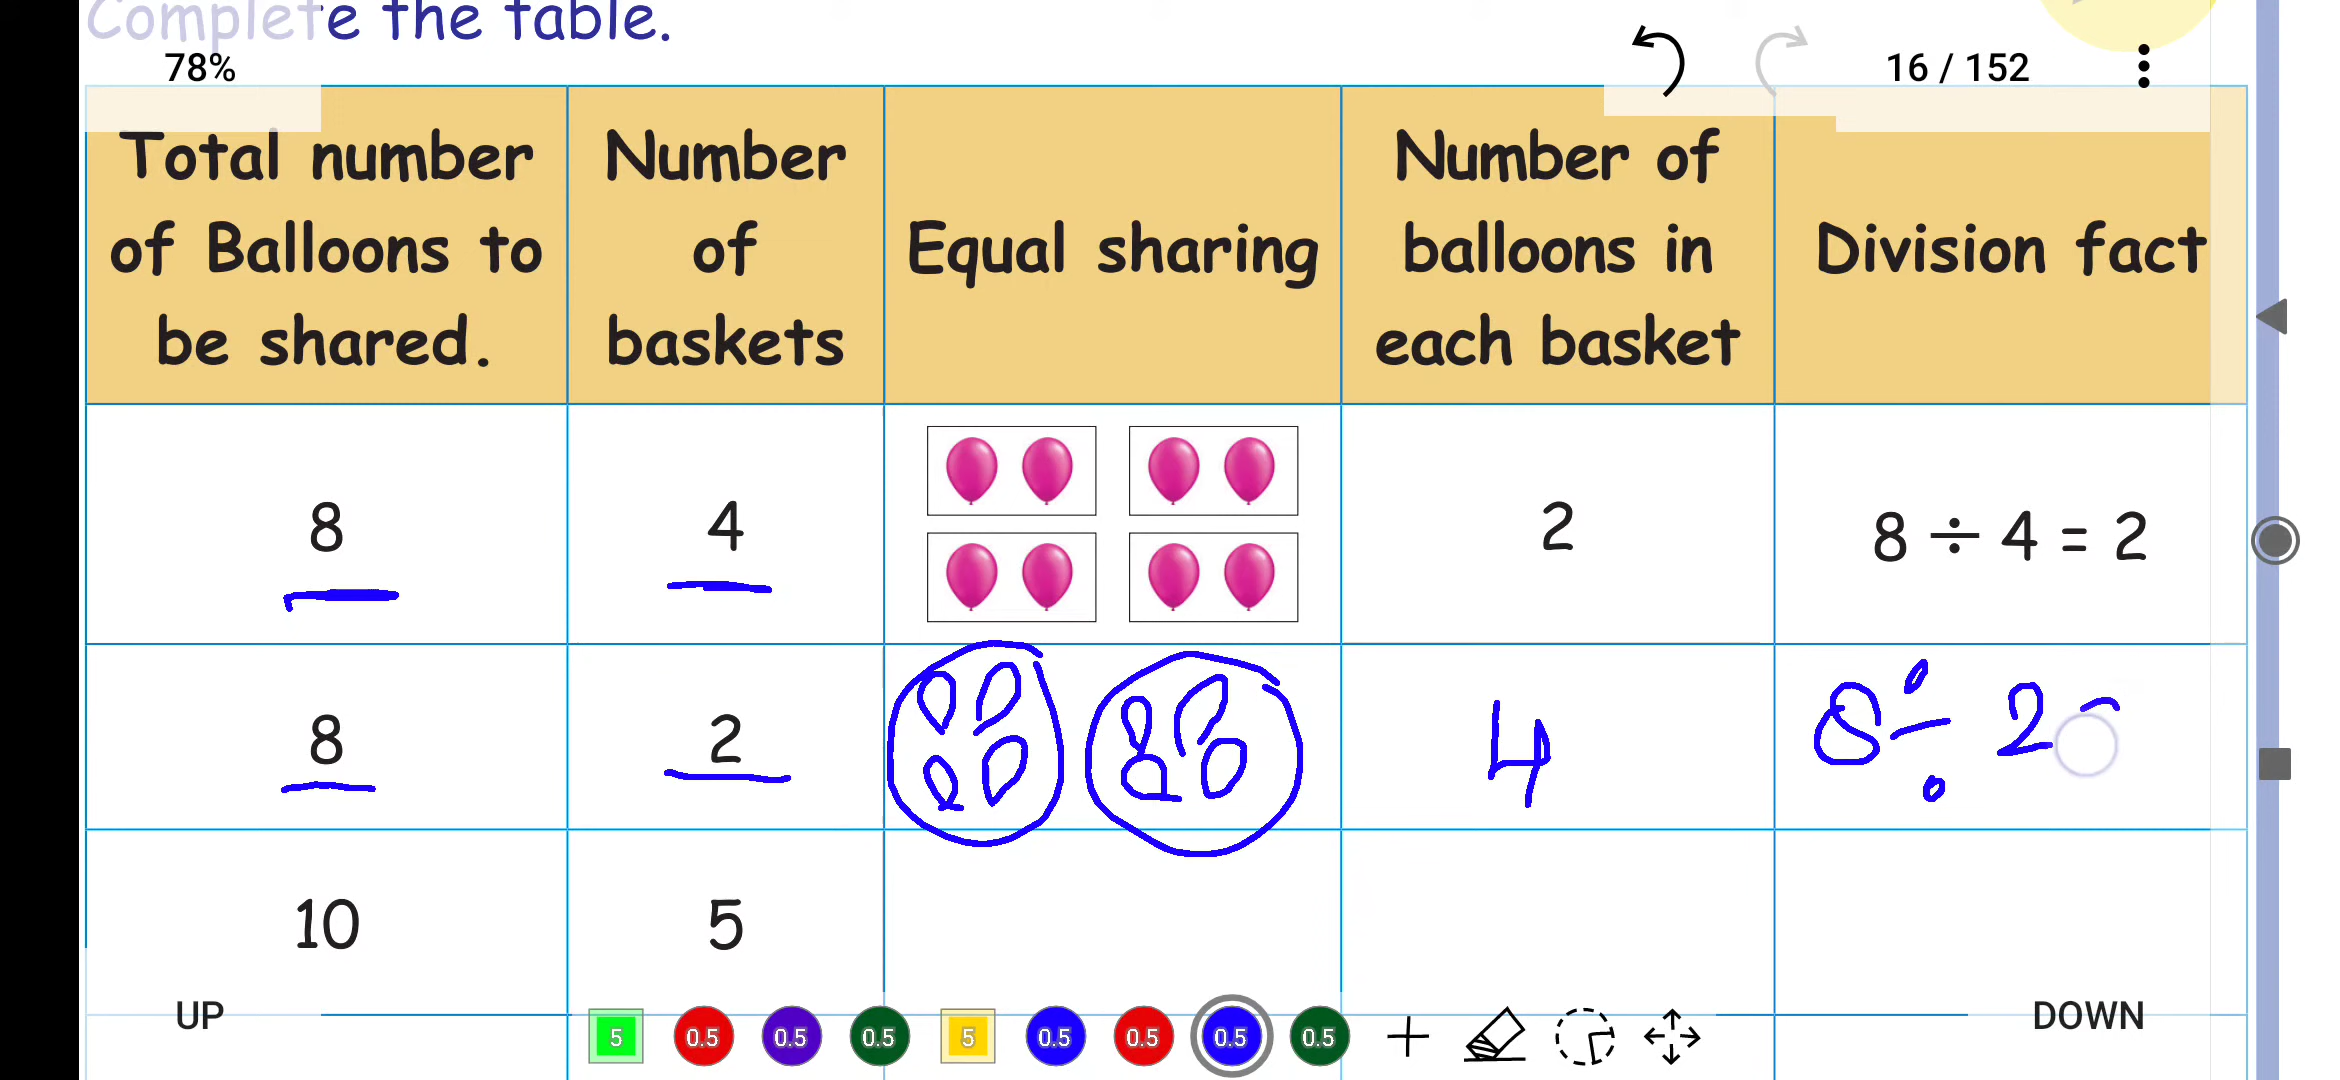 Complete the table.
78%
16 / 152
Total number of Balloons to be shared.
Number of baskets
Equal sharing
Number of balloons in each basket
Division fact
8
4
2
8 ÷ 4 = 2
8
2
4
8 ÷ 2
10
5
UP
DOWN
5
0.5
0.5
0.5
5
0.5
0.5
0.5
0.5